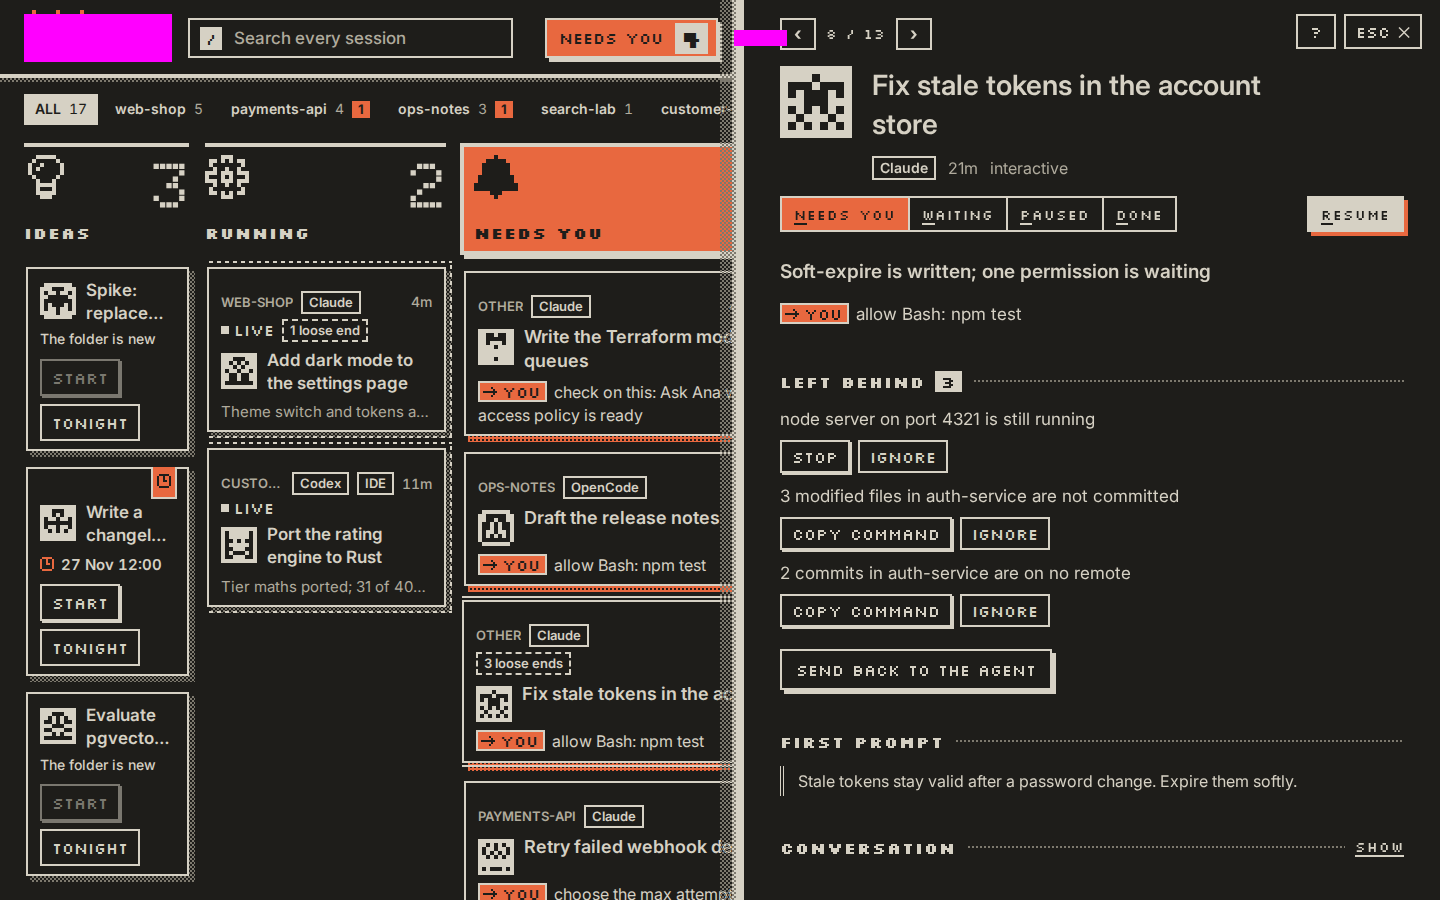 / Search every session
NEEDS YOU 4
ALL 17 web-shop 5 payments-api 4 1 ops-notes 3 1 search-lab 1 customer-
3
IDEAS
2
RUNNING
NEEDS YOU
Spike:
replace...
The folder is new
START
TONIGHT
Write a
changel...
27 Nov 12:00
START
TONIGHT
Evaluate
pgvecto...
The folder is new
START
TONIGHT
WEB-SHOP Claude 4m
LIVE 1 loose end
Add dark mode to
the settings page
Theme switch and tokens a...
CUSTO... Codex IDE 11m
LIVE
Port the rating
engine to Rust
Tier maths ported; 31 of 40...
OTHER Claude
Write the Terraform mod
queues
→ YOU check on this: Ask Ana
access policy is ready
OPS-NOTES OpenCode
Draft the release notes
→ YOU allow Bash: npm test
OTHER Claude
3 loose ends
Fix stale tokens in the ac
→ YOU allow Bash: npm test
PAYMENTS-API Claude
Retry failed webhook de
→ YOU choose the max attempt
‹ 8 / 13 › ? ESC ×
Fix stale tokens in the account
store
Claude 21m interactive
NEEDS YOU WAITING PAUSED DONE RESUME
Soft-expire is written; one permission is waiting
→ YOU allow Bash: npm test
LEFT BEHIND 3
node server on port 4321 is still running
STOP IGNORE
3 modified files in auth-service are not committed
COPY COMMAND IGNORE
2 commits in auth-service are on no remote
COPY COMMAND IGNORE
SEND BACK TO THE AGENT
FIRST PROMPT
Stale tokens stay valid after a password change. Expire them softly.
CONVERSATION SHOW